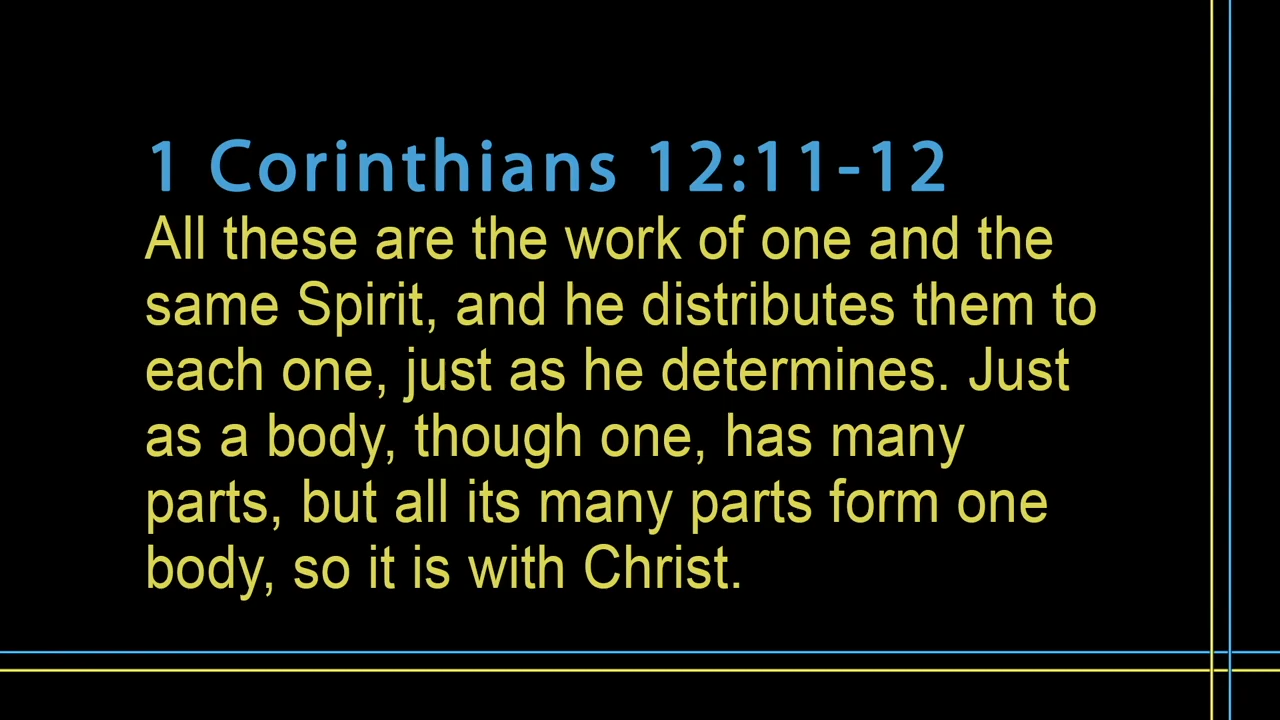 1 Corinthians 12:11-12
All these are the work of one and the
same Spirit, and he distributes them to
each one, just as he determines. Just
as a body, though one, has many
parts, but all its many parts form one
body, so it is with Christ.